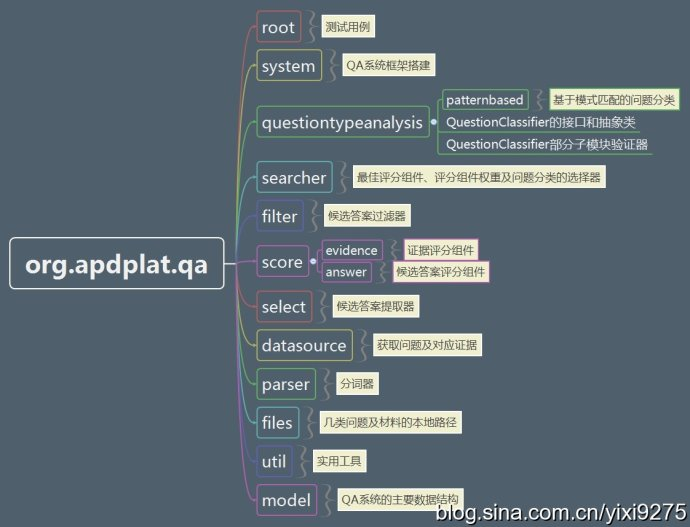 root
测试用例
system
QA系统框架搭建
patternbased
基于模式匹配的问题分类
questiontypeanalysis
QuestionClassifier的接口和抽象类
QuestionClassifier部分子模块验证器
searcher
最佳评分组件、评分组件权重及问题分类的选择器
filter
候选答案过滤器
org.apdplat.qa
score
evidence
证据评分组件
answer
候选答案评分组件
select
候选答案提取器
datasource
获取问题及对应证据
parser
分词器
files
几类问题及材料的本地路径
util
实用工具
model
QA系统的主要数据结构
blog.sina.com.cn/yixi9275